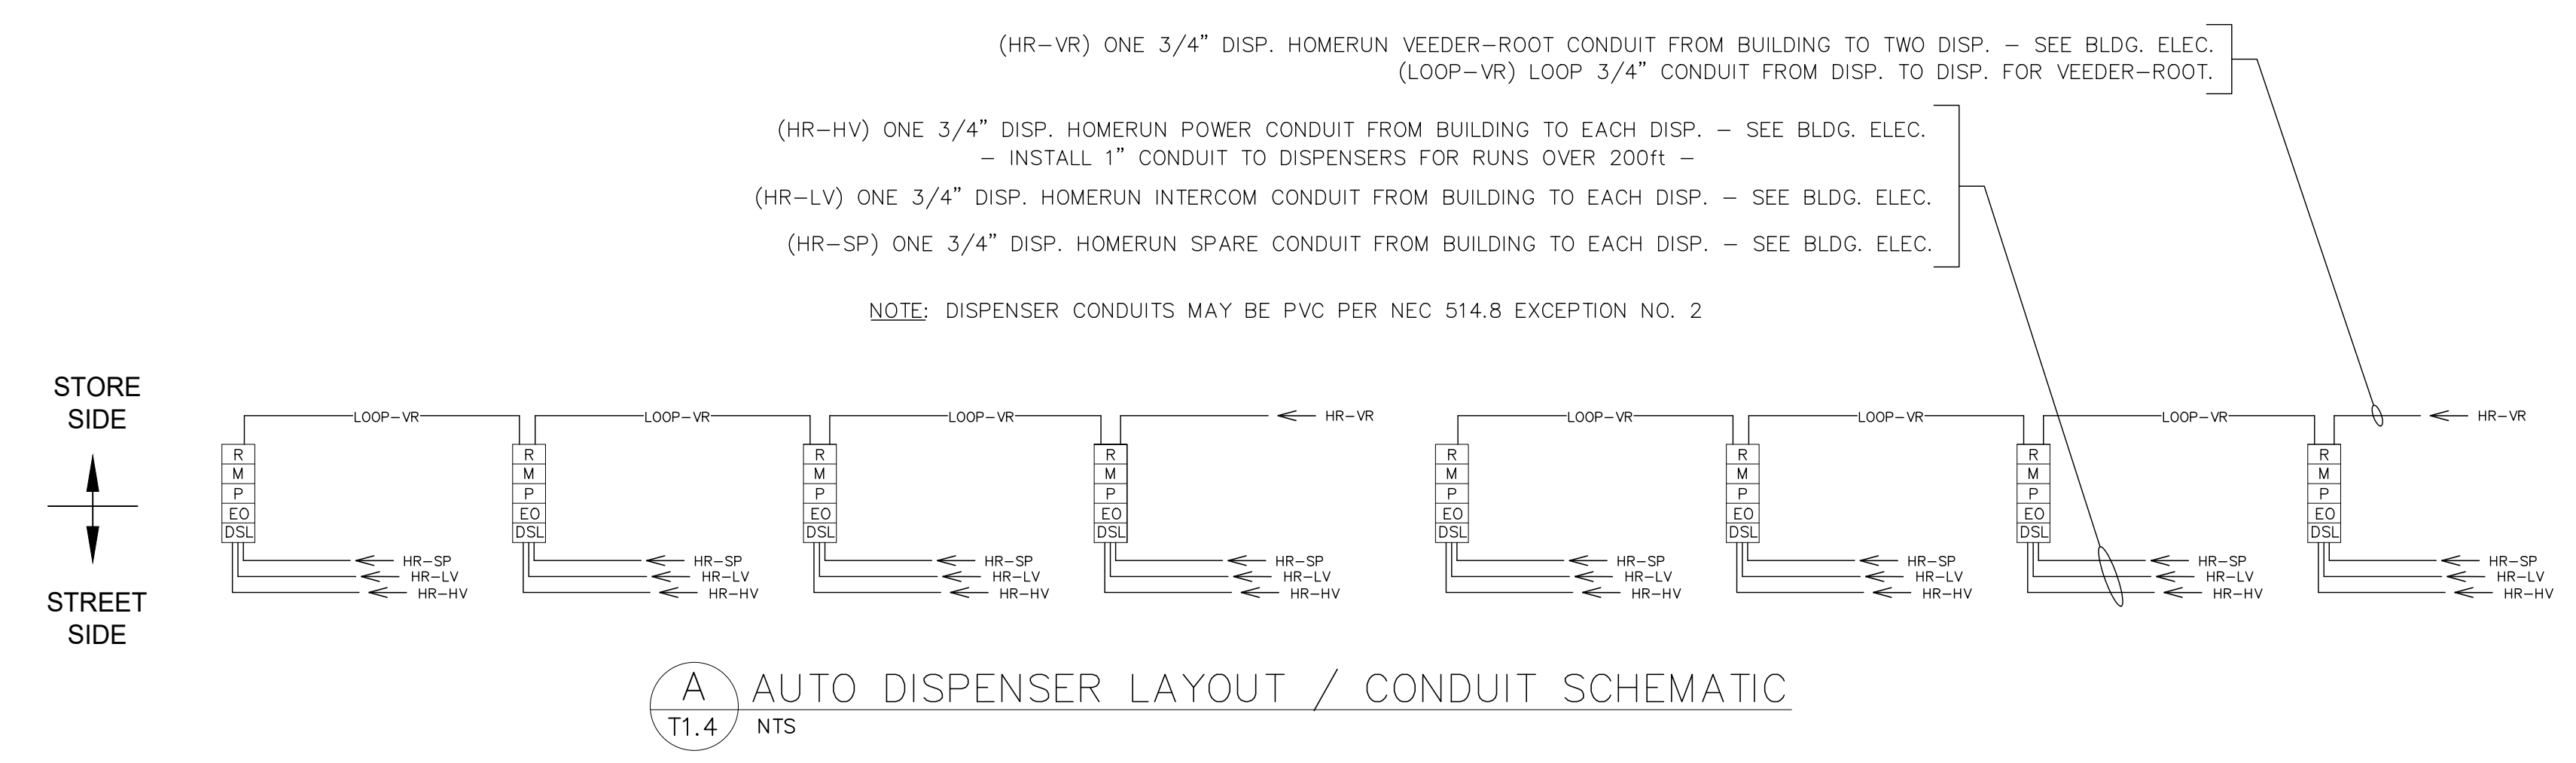 (HR-VR) ONE 3/4" DISP. HOMERUN VEEDER-ROOT CONDUIT FROM BUILDING TO TWO DISP. - SEE BLDG. ELEC.
(LOOP-VR) LOOP 3/4" CONDUIT FROM DISP. TO DISP. FOR VEEDER-ROOT.
(HR-HV) ONE 3/4" DISP. HOMERUN POWER CONDUIT FROM BUILDING TO EACH DISP. - SEE BLDG. ELEC.
- INSTALL 1" CONDUIT TO DISPENSERS FOR RUNS OVER 200ft -
(HR-LV) ONE 3/4" DISP. HOMERUN INTERCOM CONDUIT FROM BUILDING TO EACH DISP. - SEE BLDG. ELEC.
(HR-SP) ONE 3/4" DISP. HOMERUN SPARE CONDUIT FROM BUILDING TO EACH DISP. - SEE BLDG. ELEC.
NOTE: DISPENSER CONDUITS MAY BE PVC PER NEC 514.8 EXCEPTION NO. 2
STORE
SIDE
STREET
SIDE
LOOP-VR LOOP-VR LOOP-VR HR-VR LOOP-VR LOOP-VR LOOP-VR HR-VR
R R R R R R R R
M M M M M M M M
P P P P P P P P
EO EO EO EO EO EO EO EO
DSL DSL DSL DSL DSL DSL DSL DSL
HR-SP HR-SP HR-SP HR-SP HR-SP HR-SP HR-SP HR-SP
HR-LV HR-LV HR-LV HR-LV HR-LV HR-LV HR-LV HR-LV
HR-HV HR-HV HR-HV HR-HV HR-HV HR-HV HR-HV HR-HV
A AUTO DISPENSER LAYOUT / CONDUIT SCHEMATIC
T1.4 NTS